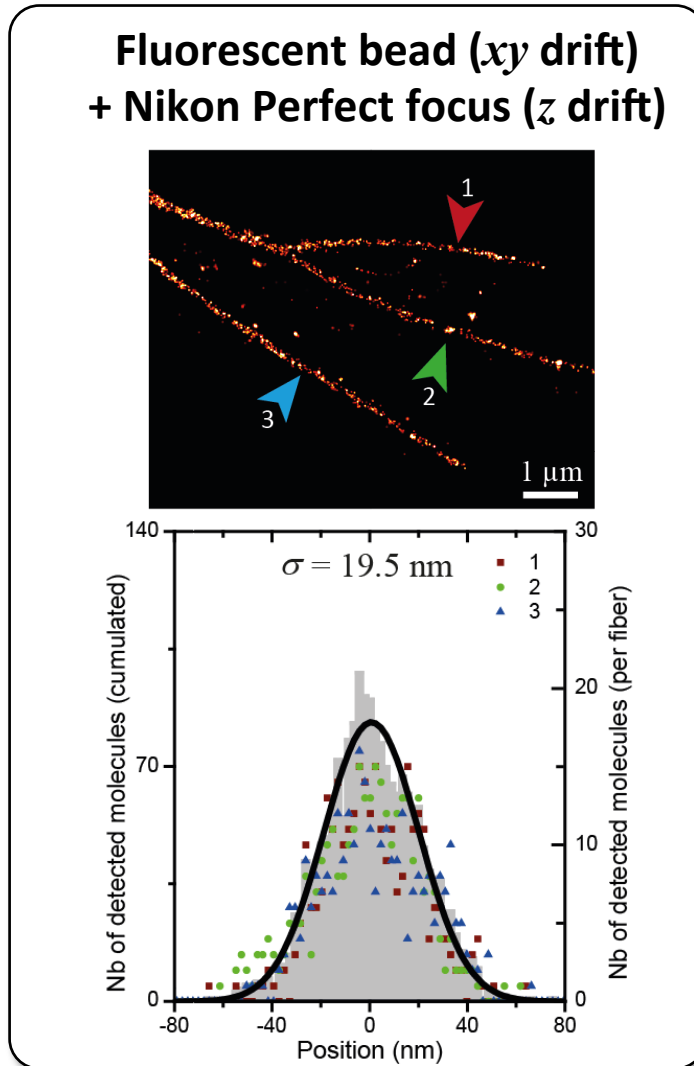 Fluorescent bead (xy drift)
+ Nikon Perfect focus (z drift)
1
2
3
1 µm
140
30
σ = 19.5 nm
1
2
3
Nb of detected molecules (cumulated)
Nb of detected molecules (per fiber)
20
70
10
0
0
-80
-40
0
40
80
Position (nm)